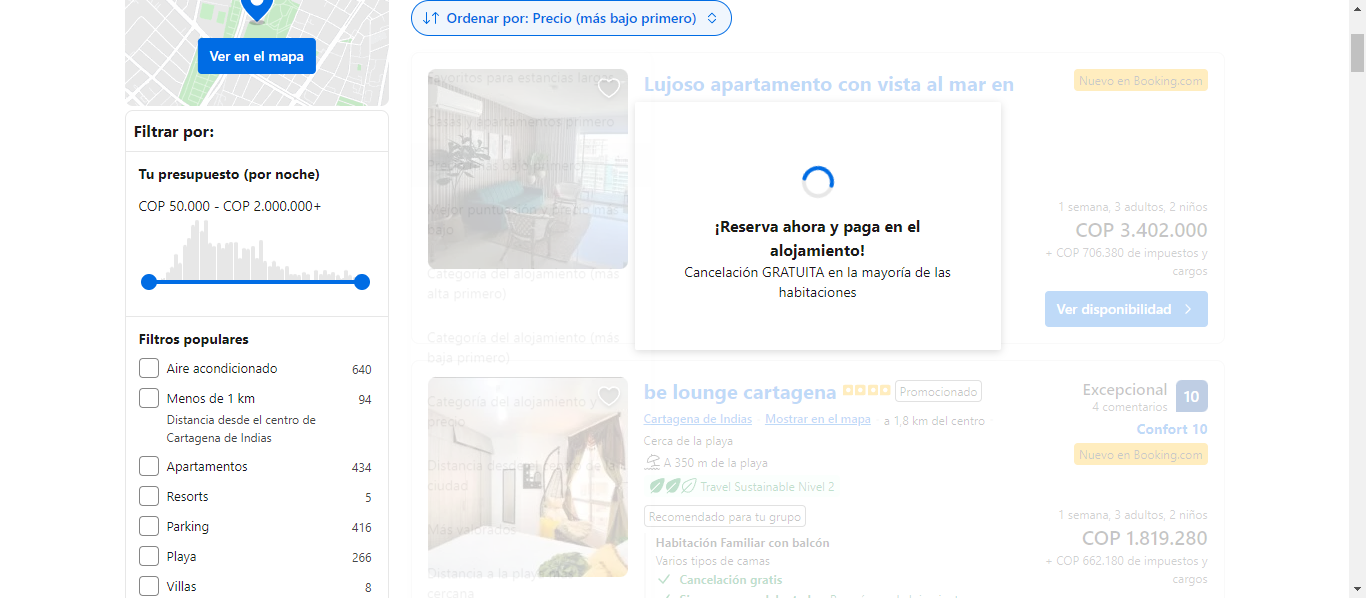 Ordenar por: Precio (más bajo primero)
Ver en el mapa
Filtrar por:
Tu presupuesto (por noche)
COP 50.000 - COP 2.000.000+
Filtros populares
Aire acondicionado 640
Menos de 1 km 94
Distancia desde el centro de
Cartagena de Indias
Apartamentos 434
Resorts 5
Parking 416
Playa 266
Villas 8
Favoritos para estancias largas
Casas y apartamentos primero
Precio (más bajo primero)
Mejor puntuación y precio más
bajo
Categoría del alojamiento (más
alta primero)
Categoría del alojamiento (más
baja primero)
Categoría del alojamiento y
precio
Distancia desde el centro de la
ciudad
Más valorados
Distancia a la playa
cercana
Lujoso apartamento con vista al mar en
Nuevo en Booking.com
¡Reserva ahora y paga en el
alojamiento!
Cancelación GRATUITA en la mayoría de las
habitaciones
1 semana, 3 adultos, 2 niños
COP 3.402.000
+ COP 706.380 de impuestos y
cargos
Ver disponibilidad
be lounge cartagena Promocionado
Cartagena de Indias Mostrar en el mapa a 1,8 km del centro
Cerca de la playa
A 350 m de la playa
Travel Sustainable Nivel 2
Recomendado para tu grupo
Habitación Familiar con balcón
Varios tipos de camas
Cancelación gratis
Excepcional 10
4 comentarios
Confort 10
Nuevo en Booking.com
1 semana, 3 adultos, 2 niños
COP 1.819.280
+ COP 662.180 de impuestos y
cargos